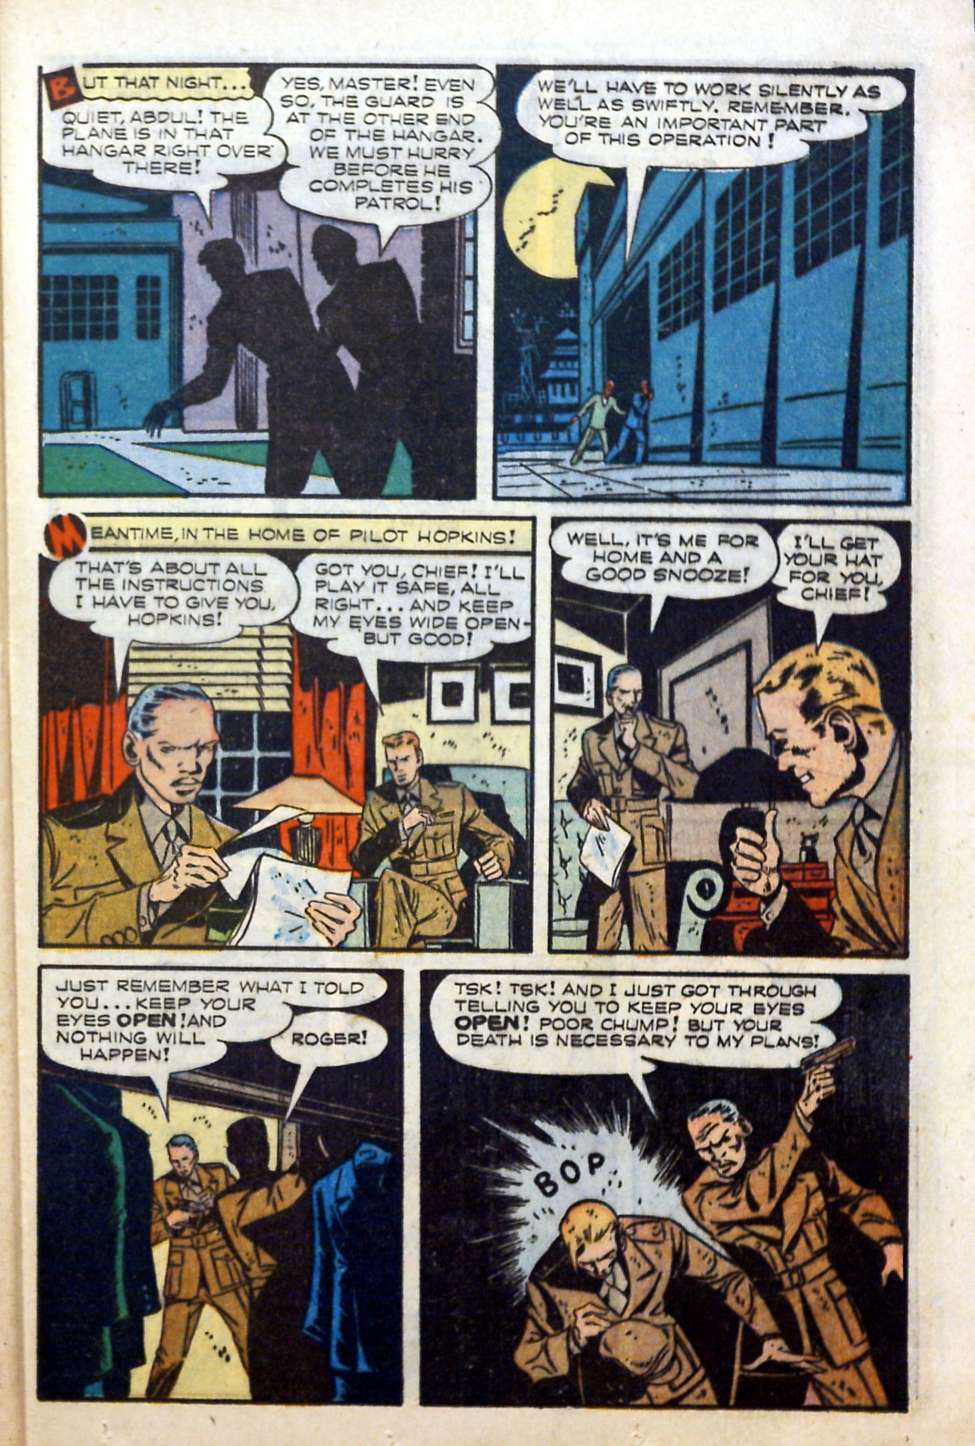 BUT THAT NIGHT...
QUIET, ABDUL! THE
PLANE IS IN THAT
HANGAR RIGHT OVER
THERE!
YES, MASTER! EVEN
SO, THE GUARD IS
AT THE OTHER END
OF THE HANGAR.
WE MUST HURRY
BEFORE HE
COMPLETES HIS
PATROL!
WE'LL HAVE TO WORK SILENTLY AS
WELL AS SWIFTLY. REMEMBER,
YOU'RE AN IMPORTANT PART
OF THIS OPERATION!
MEANTIME, IN THE HOME OF PILOT HOPKINS!
THAT'S ABOUT ALL
THE INSTRUCTIONS
I HAVE TO GIVE YOU,
HOPKINS!
GOT YOU, CHIEF! I'LL
PLAY IT SAFE, ALL
RIGHT... AND KEEP
MY EYES WIDE OPEN-
BUT GOOD!
WELL, IT'S ME FOR
HOME AND A
GOOD SNOOZE!
I'LL GET
YOUR HAT
FOR YOU,
CHIEF!
JUST REMEMBER WHAT I TOLD
YOU... KEEP YOUR
EYES OPEN! AND
NOTHING WILL
HAPPEN!
ROGER!
TSK! TSK! AND I JUST GOT THROUGH
TELLING YOU TO KEEP YOUR EYES
OPEN! POOR CHUMP! BUT YOUR
DEATH IS NECESSARY TO MY PLANS!
BOP